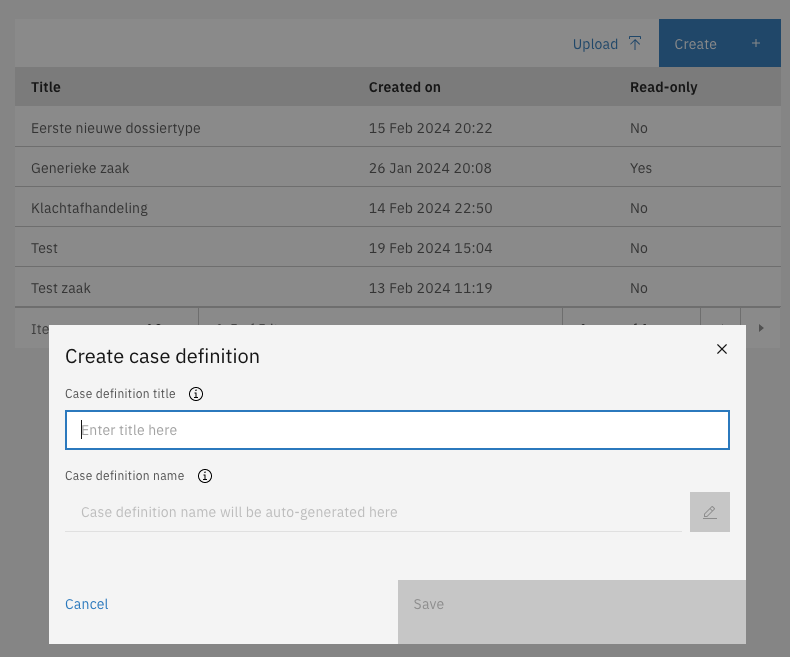 Upload
Create +
Title Created on Read-only
Eerste nieuwe dossiertype 15 Feb 2024 20:22 No
Generieke zaak 26 Jan 2024 20:08 Yes
Klachtafhandeling 14 Feb 2024 22:50 No
Test 19 Feb 2024 15:04 No
Test zaak 13 Feb 2024 11:19 No
Create case definition
Case definition title
Enter title here
Case definition name
Case definition name will be auto-generated here
Cancel
Save